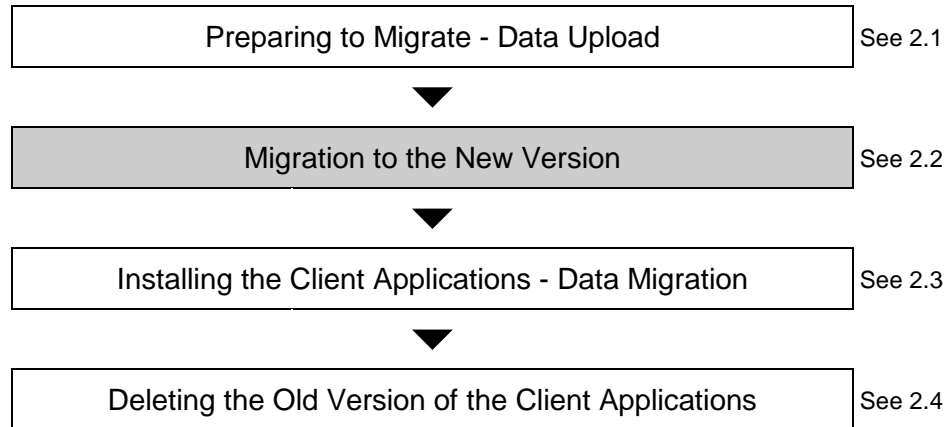 Preparing to Migrate - Data Upload See 2.1
Migration to the New Version See 2.2
Installing the Client Applications - Data Migration See 2.3
Deleting the Old Version of the Client Applications See 2.4